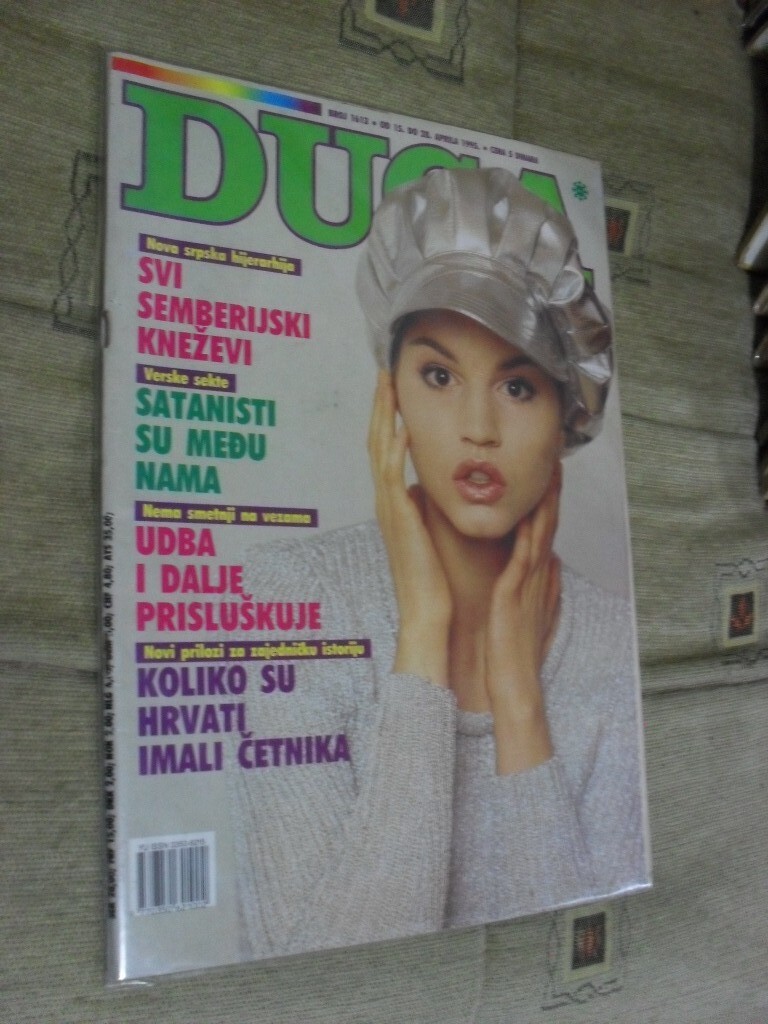 BROJ 1613 • OD 15. DO 28. APRILA 1995. • CENA 5 DINARA
DUGA
Nova srpska hijerarhija
SVI
SEMBERIJSKI
KNEŽEVI
Verske sekte
SATANISTI
SU MEĐU
NAMA
Nema smetnji na vezama
UDBA
I DALJE
PRISLUŠKUJE
Novi prilozi za zajedničku istoriju
KOLIKO SU
HRVATI
IMALI ČETNIKA